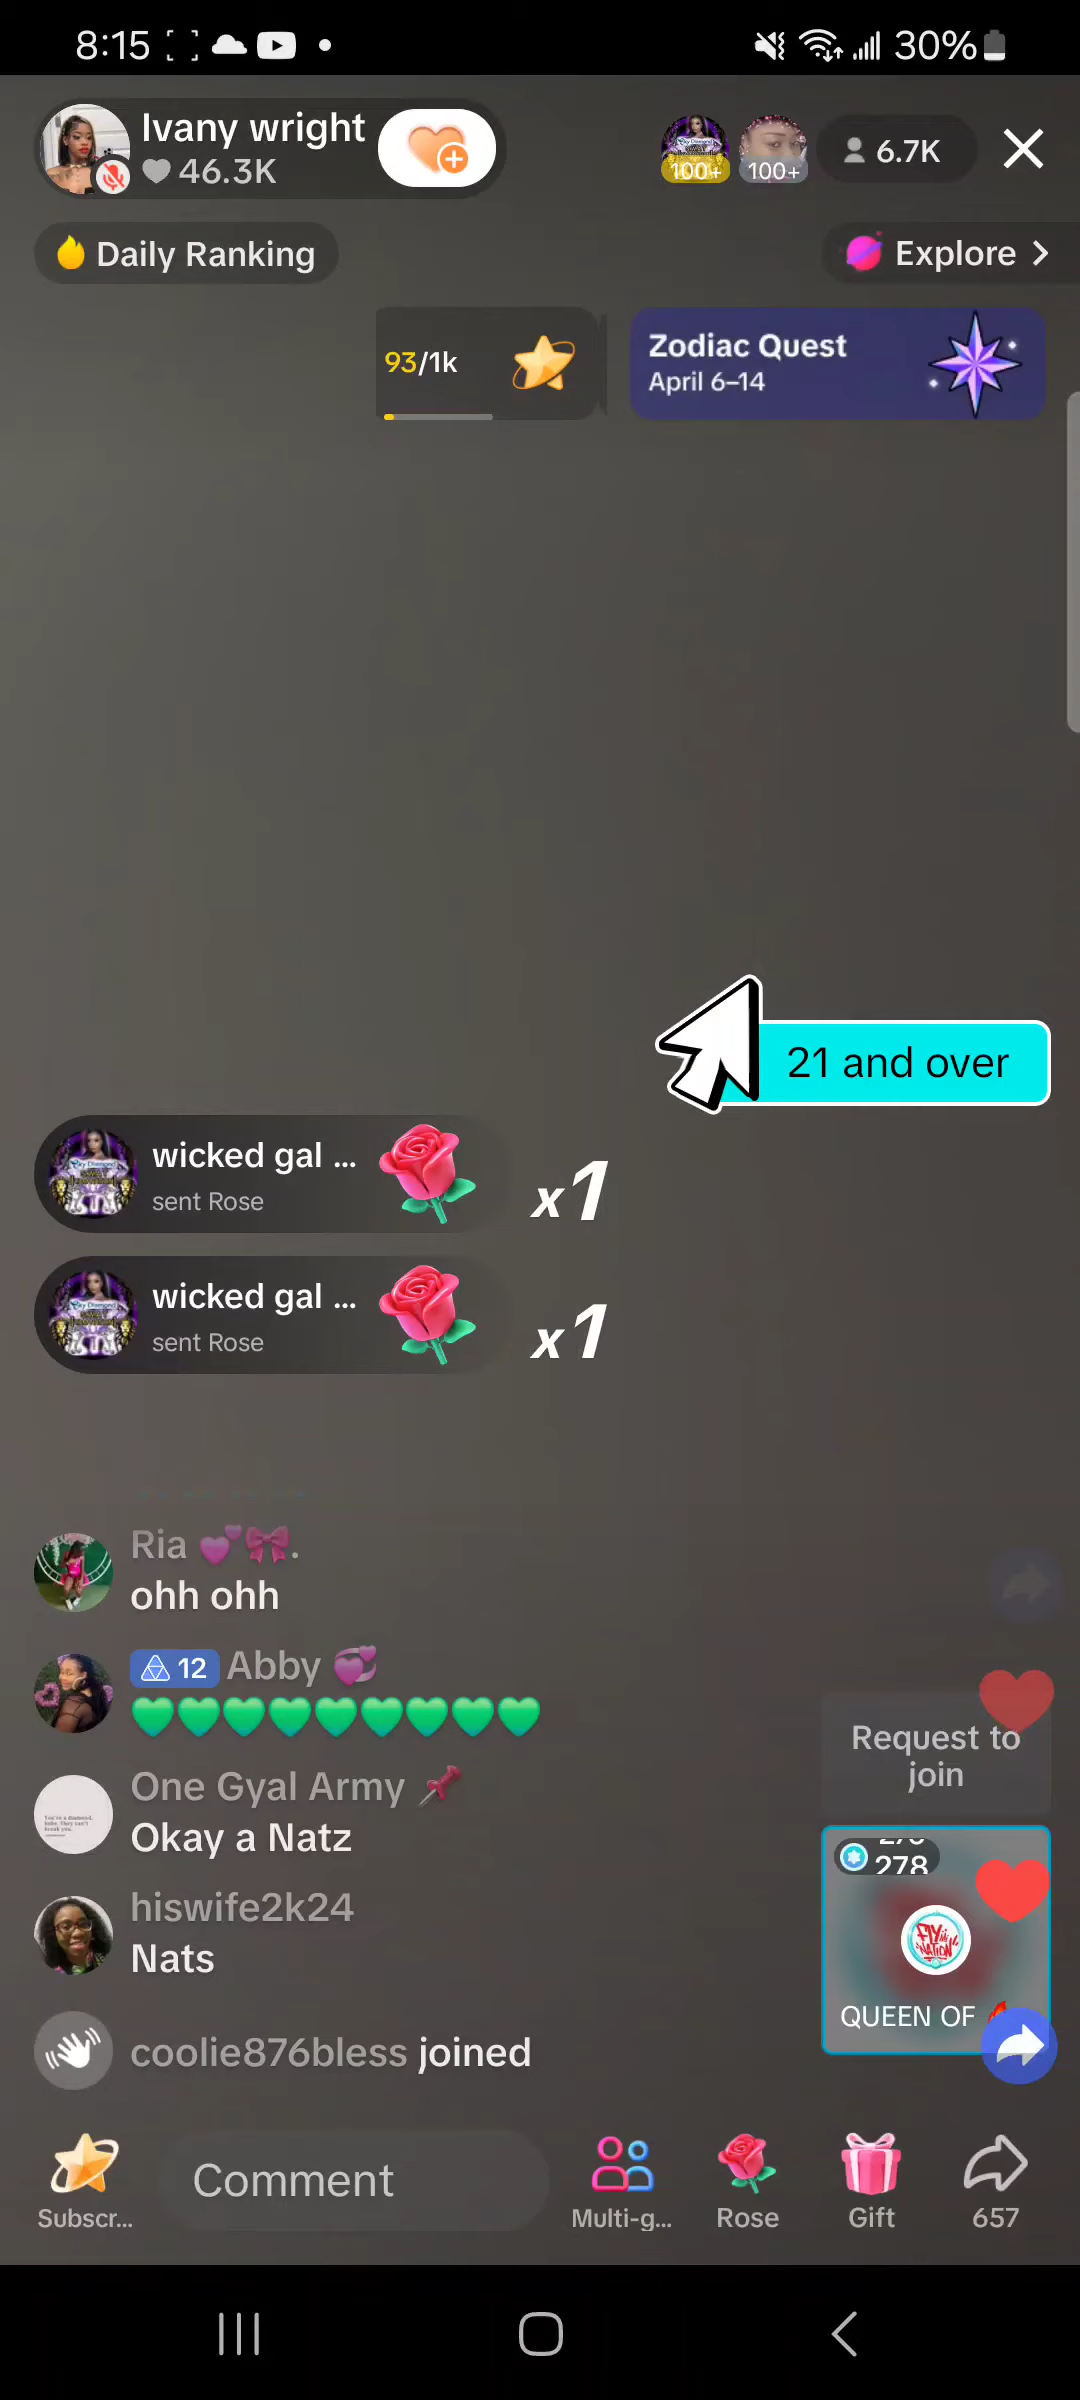 8:15
30%
Ivany wright
46.3K
100+
100+
6.7K
Daily Ranking
Explore
93/1k
Zodiac Quest
April 6–14
21 and over
wicked gal ...
sent Rose
x1
wicked gal ...
sent Rose
x1
Ria 💕🎀.
ohh ohh
12 Abby 💞
💚💚💚💚💚💚💚💚💚
One Gyal Army 📌
Okay a Natz
hiswife2k24
Nats
coolie876bless joined
Request to
join
278
FLY
NATION
QUEEN OF
Subscr...
Comment
Multi-g...
Rose
Gift
657